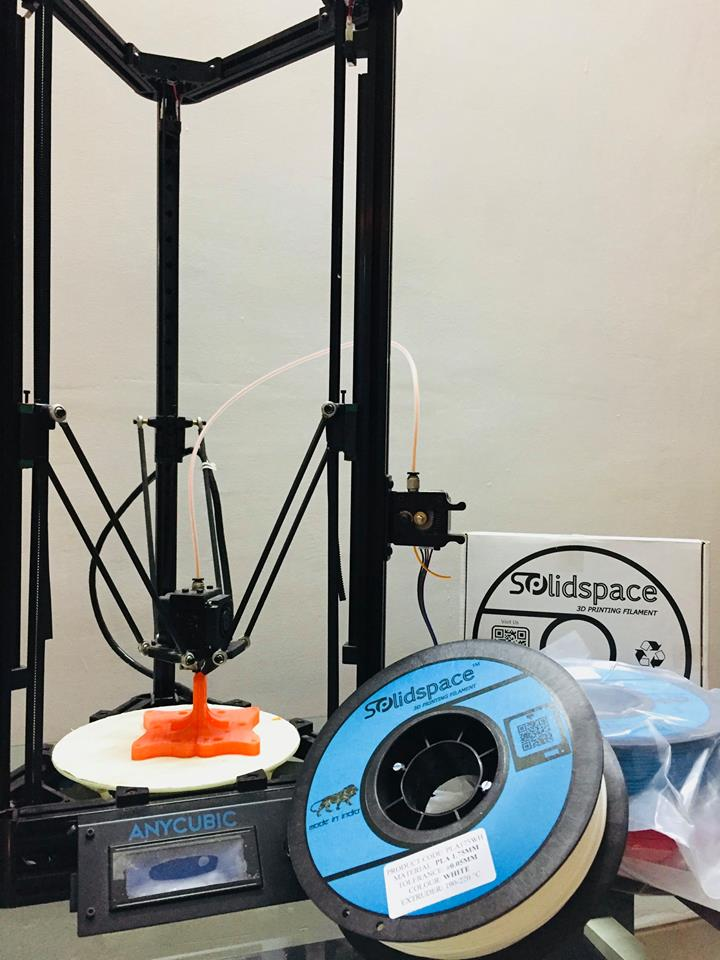 SOlidspace
3D PRINTING FILAMENT
Visit Us
SOlidspace™
3D PRINTING FILAMENT
made in india
PRODUCT CODE: PLA175WH
MATERIAL: PLA 1.75MM
TOLERANCE: ±0.05MM
COLOUR: WHITE
EXTRUDER: 190-220 °C
ANYCUBIC